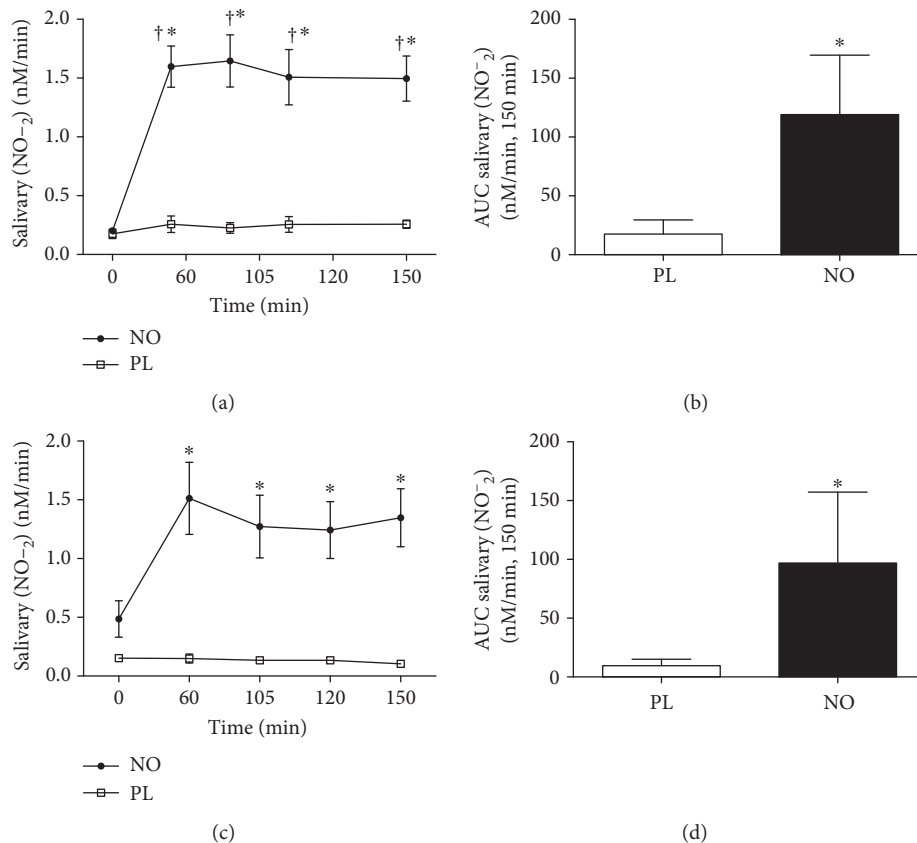 Salivary (NO–₂) (nM/min)
2.0
1.5
1.0
0.5
0.0
† *
† *
† *
† *
0
60
105
120
150
Time (min)
NO
PL
(a)
AUC salivary (NO⁻₂)
(nM/min, 150 min)
200
150
100
50
0
*
PL
NO
(b)
Salivary (NO–₂) (nM/min)
2.0
1.5
1.0
0.5
0.0
*
*
*
*
0
60
105
120
150
Time (min)
NO
PL
(c)
AUC salivary (NO⁻₂)
(nM/min, 150 min)
200
150
100
50
0
*
PL
NO
(d)